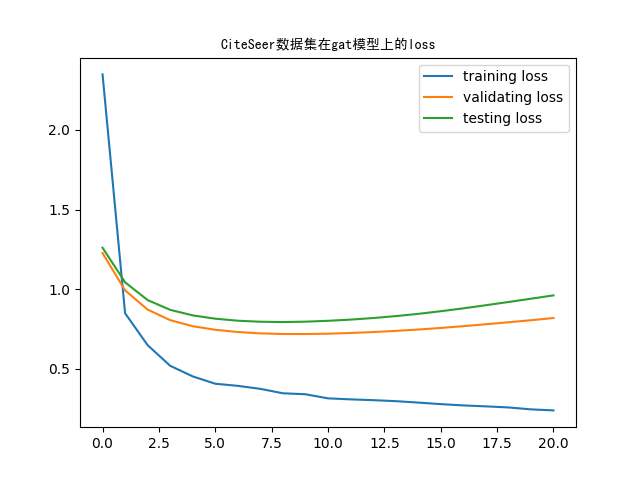 CiteSeer数据集在gat模型上的loss
training loss
validating loss
testing loss
2.0
1.5
1.0
0.5
0.0 2.5 5.0 7.5 10.0 12.5 15.0 17.5 20.0